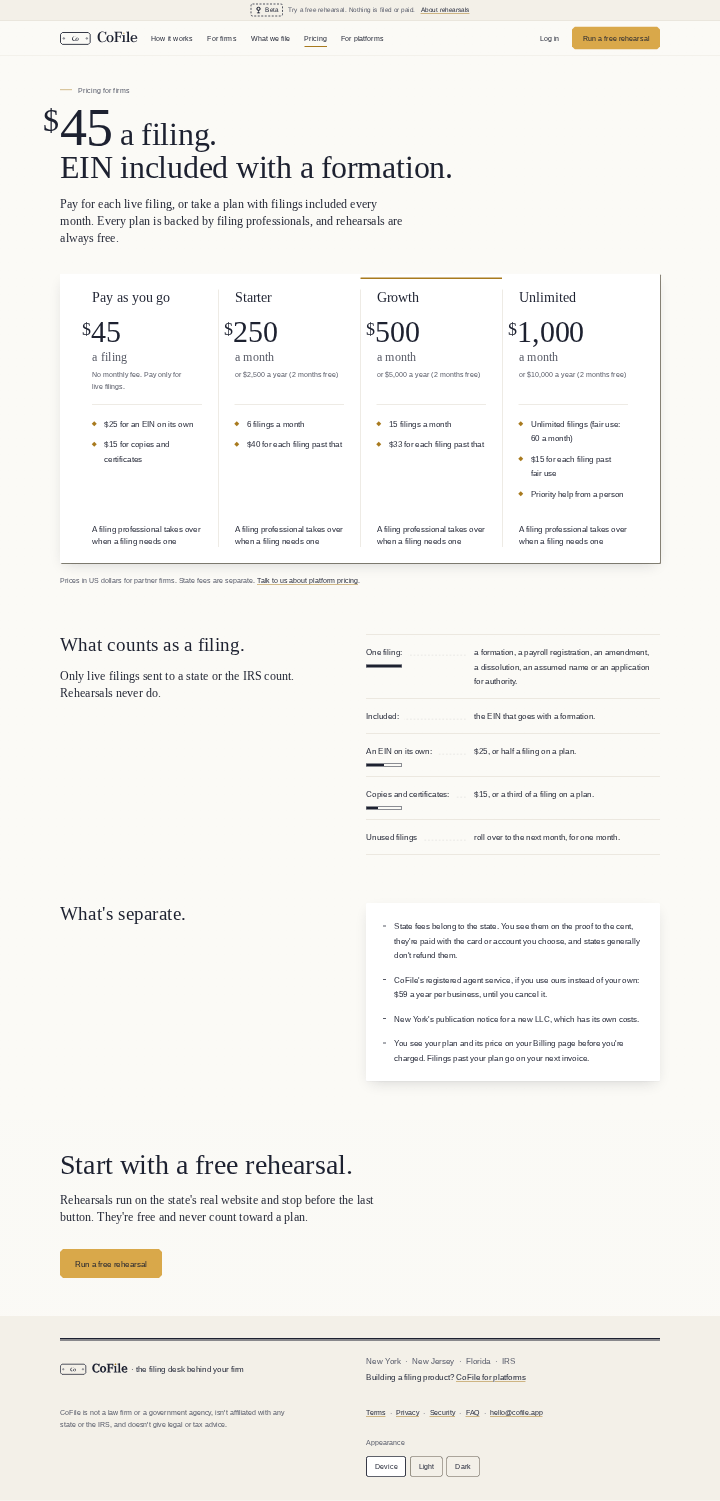 Beta Try a free rehearsal. Nothing is filed or paid. About rehearsals
CoFile How it works For firms What we file Pricing For platforms Log in Run a free rehearsal
Pricing for firms
$45 a filing.
EIN included with a formation.
Pay for each live filing, or take a plan with filings included every
month. Every plan is backed by filing professionals, and rehearsals are
always free.
Pay as you go
$45
a filing
No monthly fee. Pay only for
live filings.
$25 for an EIN on its own
$15 for copies and
certificates
A filing professional takes over
when a filing needs one
Starter
$250
a month
or $2,500 a year (2 months free)
6 filings a month
$40 for each filing past that
A filing professional takes over
when a filing needs one
Growth
$500
a month
or $5,000 a year (2 months free)
15 filings a month
$33 for each filing past that
A filing professional takes over
when a filing needs one
Unlimited
$1,000
a month
or $10,000 a year (2 months free)
Unlimited filings (fair use:
60 a month)
$15 for each filing past
fair use
Priority help from a person
A filing professional takes over
when a filing needs one
Prices in US dollars for partner firms. State fees are separate. Talk to us about platform pricing.
What counts as a filing.
Only live filings sent to a state or the IRS count.
Rehearsals never do.
One filing: a formation, a payroll registration, an amendment,
a dissolution, an assumed name or an application
for authority.
Included: the EIN that goes with a formation.
An EIN on its own: $25, or half a filing on a plan.
Copies and certificates: $15, or a third of a filing on a plan.
Unused filings roll over to the next month, for one month.
What's separate.
- State fees belong to the state. You see them on the proof to the cent,
they're paid with the card or account you choose, and states generally
don't refund them.
- CoFile's registered agent service, if you use ours instead of your own:
$59 a year per business, until you cancel it.
- New York's publication notice for a new LLC, which has its own costs.
- You see your plan and its price on your Billing page before you're
charged. Filings past your plan go on your next invoice.
Start with a free rehearsal.
Rehearsals run on the state's real website and stop before the last
button. They're free and never count toward a plan.
Run a free rehearsal
CoFile · the filing desk behind your firm
CoFile is not a law firm or a government agency, isn't affiliated with any
state or the IRS, and doesn't give legal or tax advice.
New York · New Jersey · Florida · IRS
Building a filing product? CoFile for platforms
Terms · Privacy · Security · FAQ · hello@cofile.app
Appearance
Device Light Dark